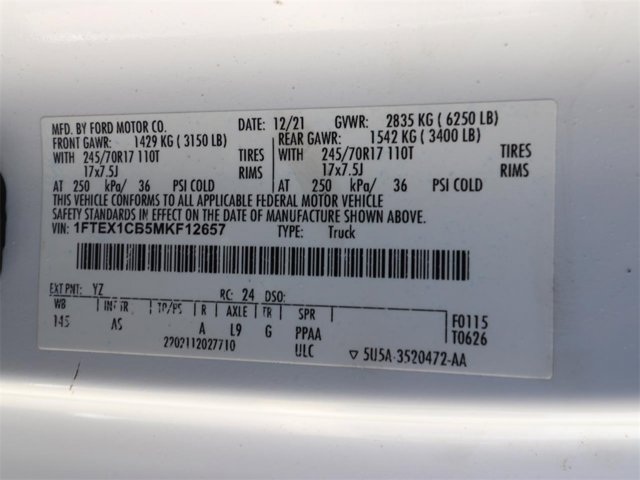 MFD. BY FORD MOTOR CO. DATE: 12/21 GVWR: 2835 KG (6250 LB)
FRONT GAWR: 1429 KG (3150 LB) REAR GAWR: 1542 KG (3400 LB)
WITH 245/70R17 110T TIRES WITH 245/70R17 110T TIRES
17x7.5J RIMS 17x7.5J RIMS
AT 250 kPa/ 36 PSI COLD AT 250 kPa/ 36 PSI COLD
THIS VEHICLE CONFORMS TO ALL APPLICABLE FEDERAL MOTOR VEHICLE
SAFETY STANDARDS IN EFFECT ON THE DATE OF MANUFACTURE SHOWN ABOVE.
VIN: 1FTEX1CB5MKF12657 TYPE: Truck
EXT PNT: YZ RC: 24 DSO:
WB INT TR TP/PS R AXLE TR SPR F0115
145 AS A L9 G PPAA T0626
2202112027710 ULC ▽ 5U5A-3520472-AA